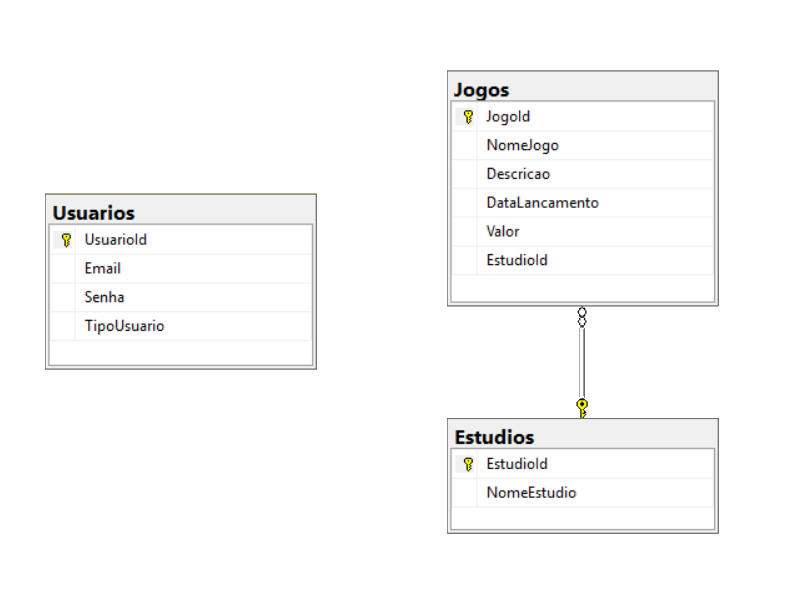 Usuarios
UsuarioId
Email
Senha
TipoUsuario
Jogos
JogoId
NomeJogo
Descricao
DataLancamento
Valor
EstudioId
Estudios
EstudioId
NomeEstudio